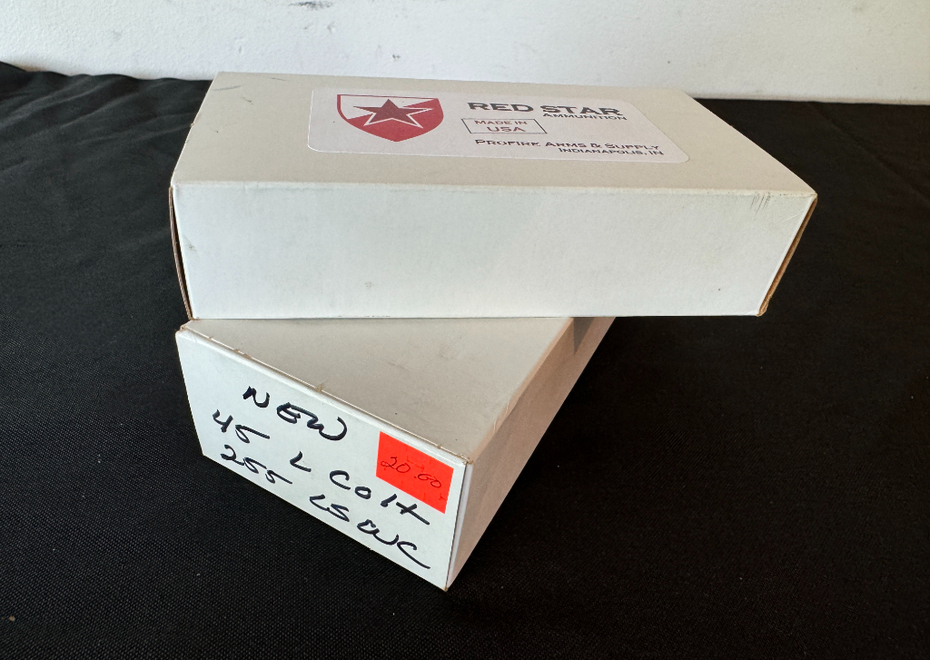 RED STAR
AMMUNITION
MADE IN
USA
PROFIRE ARMS & SUPPLY
INDIANAPOLIS, IN
NEW
45 L Colt
255 LSWC
20.00